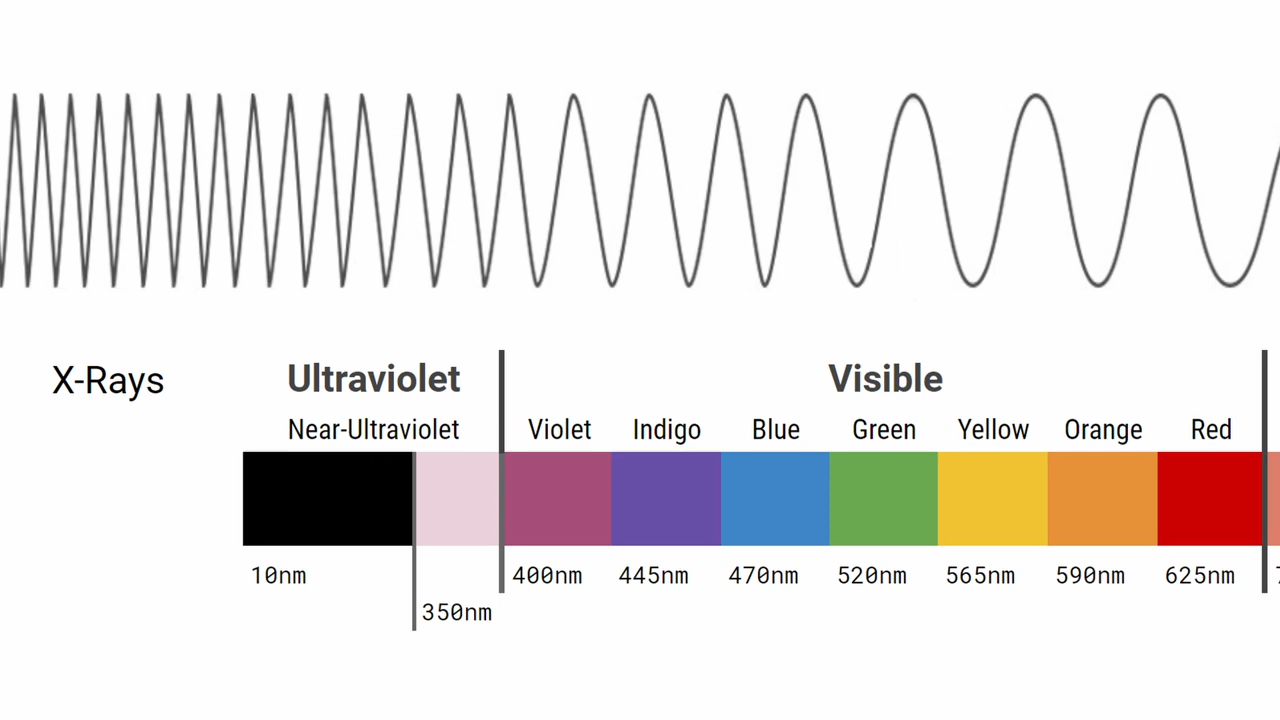 X-Rays Ultraviolet Visible
Near-Ultraviolet Violet Indigo Blue Green Yellow Orange Red
10nm 400nm 445nm 470nm 520nm 565nm 590nm 625nm
350nm